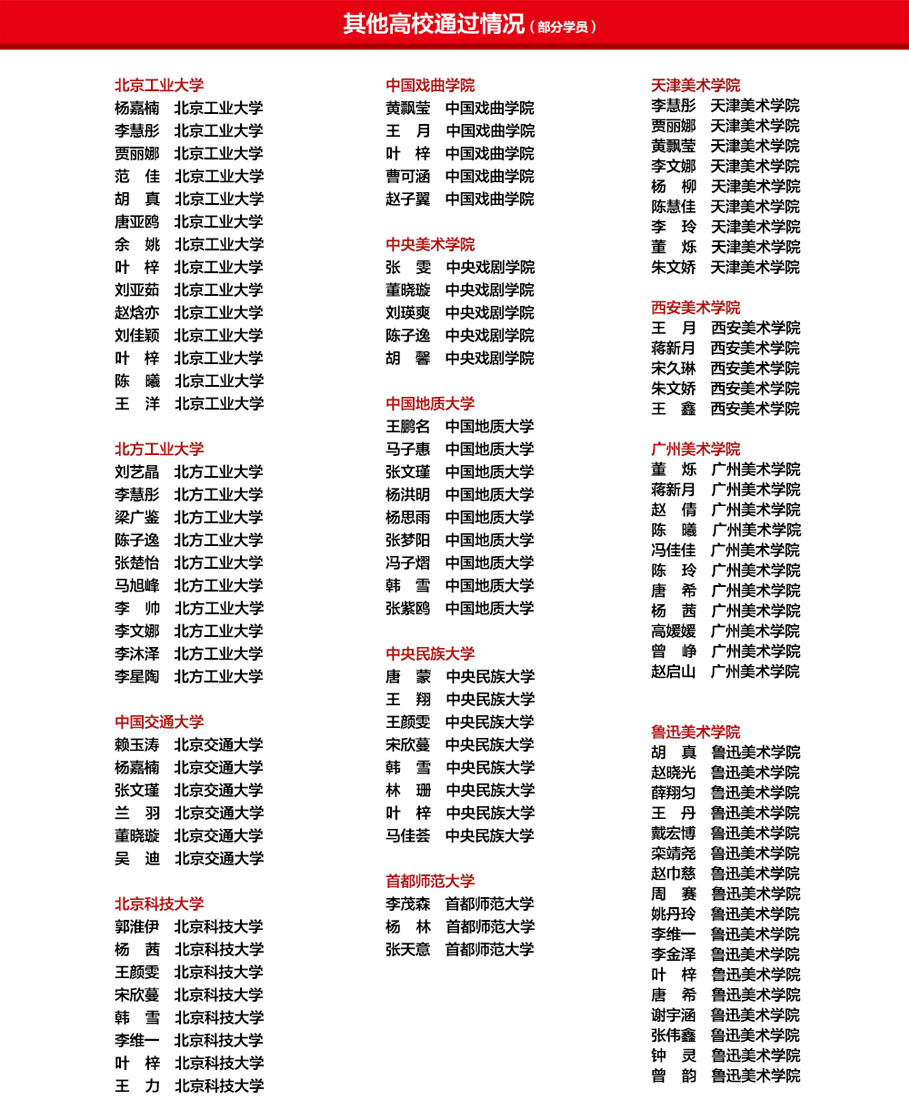 其他高校通过情况（部分学员）
北京工业大学
杨嘉楠 北京工业大学
李慧彤 北京工业大学
贾丽娜 北京工业大学
范 佳 北京工业大学
胡 真 北京工业大学
唐亚鸥 北京工业大学
余 姚 北京工业大学
叶 梓 北京工业大学
刘亚茹 北京工业大学
赵焓亦 北京工业大学
刘佳颖 北京工业大学
叶 梓 北京工业大学
陈 曦 北京工业大学
王 洋 北京工业大学
北方工业大学
刘艺晶 北方工业大学
李慧彤 北方工业大学
梁广鉴 北方工业大学
陈子逸 北方工业大学
张楚怡 北方工业大学
马旭峰 北方工业大学
李 帅 北方工业大学
李文娜 北方工业大学
李沐泽 北方工业大学
李星陶 北方工业大学
中国交通大学
赖玉涛 北京交通大学
杨嘉楠 北京交通大学
张文瑾 北京交通大学
兰 羽 北京交通大学
董晓璇 北京交通大学
吴 迪 北京交通大学
北京科技大学
郭淮伊 北京科技大学
杨 茜 北京科技大学
王颜雯 北京科技大学
宋欣蔓 北京科技大学
韩 雪 北京科技大学
李维一 北京科技大学
叶 梓 北京科技大学
王 力 北京科技大学
中国戏曲学院
黄飘莹 中国戏曲学院
王 月 中国戏曲学院
叶 梓 中国戏曲学院
曹可涵 中国戏曲学院
赵子翼 中国戏曲学院
中央美术学院
张 雯 中央戏剧学院
董晓璇 中央戏剧学院
刘瑛爽 中央戏剧学院
陈子逸 中央戏剧学院
胡 馨 中央戏剧学院
中国地质大学
王鹏名 中国地质大学
马子惠 中国地质大学
张文瑾 中国地质大学
杨洪明 中国地质大学
杨思雨 中国地质大学
张梦阳 中国地质大学
冯子熠 中国地质大学
韩 雪 中国地质大学
张紫鸥 中国地质大学
中央民族大学
唐 蒙 中央民族大学
王 翔 中央民族大学
王颜雯 中央民族大学
宋欣蔓 中央民族大学
韩 雪 中央民族大学
林 珊 中央民族大学
叶 梓 中央民族大学
马佳荟 中央民族大学
首都师范大学
李茂森 首都师范大学
杨 林 首都师范大学
张天意 首都师范大学
天津美术学院
李慧彤 天津美术学院
贾丽娜 天津美术学院
黄飘莹 天津美术学院
李文娜 天津美术学院
杨 柳 天津美术学院
陈慧佳 天津美术学院
李 玲 天津美术学院
董 烁 天津美术学院
朱文娇 天津美术学院
西安美术学院
王 月 西安美术学院
蒋新月 西安美术学院
宋久琳 西安美术学院
朱文娇 西安美术学院
王 鑫 西安美术学院
广州美术学院
董 烁 广州美术学院
蒋新月 广州美术学院
赵 倩 广州美术学院
陈 曦 广州美术学院
冯佳佳 广州美术学院
陈 玲 广州美术学院
唐 希 广州美术学院
杨 茜 广州美术学院
高媛媛 广州美术学院
曾 峥 广州美术学院
赵启山 广州美术学院
鲁迅美术学院
胡 真 鲁迅美术学院
赵晓光 鲁迅美术学院
薛翔匀 鲁迅美术学院
王 丹 鲁迅美术学院
戴宏博 鲁迅美术学院
栾靖尧 鲁迅美术学院
赵巾慈 鲁迅美术学院
周 赛 鲁迅美术学院
姚丹玲 鲁迅美术学院
李维一 鲁迅美术学院
李金泽 鲁迅美术学院
叶 梓 鲁迅美术学院
唐 希 鲁迅美术学院
谢宇涵 鲁迅美术学院
张伟鑫 鲁迅美术学院
钟 灵 鲁迅美术学院
曾 韵 鲁迅美术学院